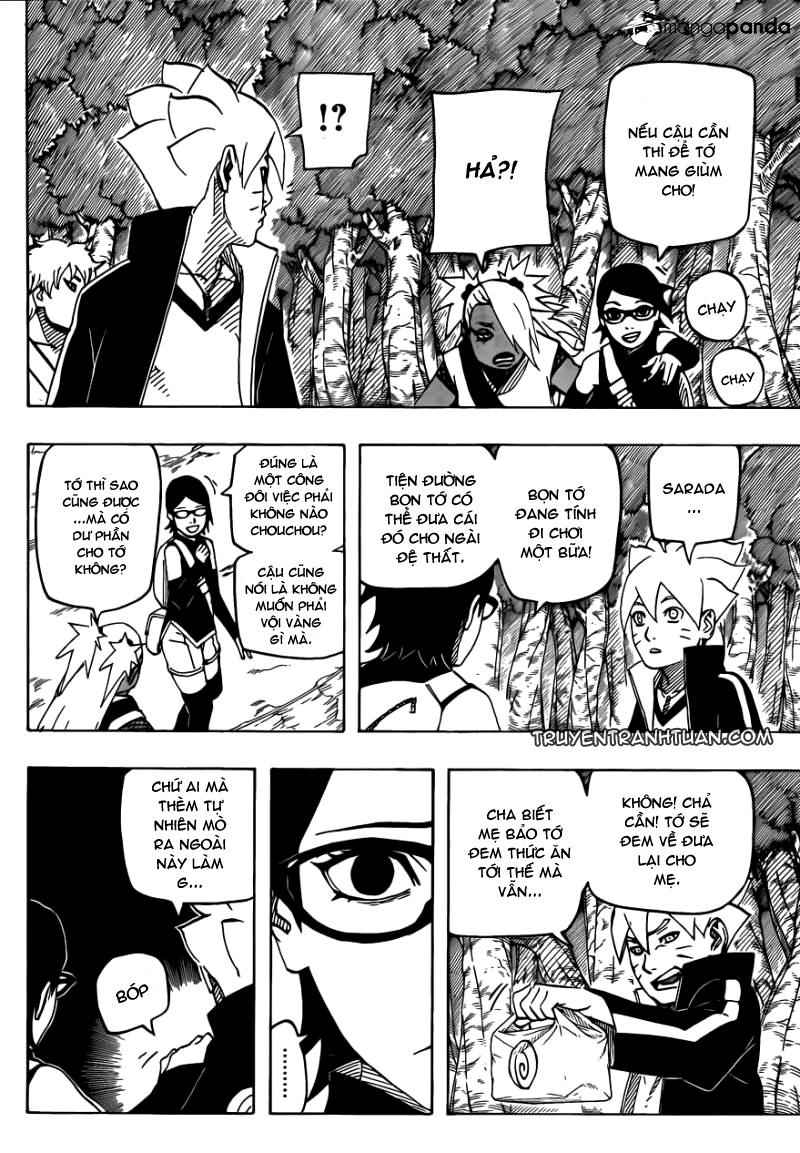 mangapanda
NẾU CẬU CẦN
THÌ ĐỂ TỚ
MANG GIÙM
CHO!
CHẠY
CHẠY
HẢ?!
!?
SARADA
...
BỌN TỚ
ĐANG TÍNH
ĐI CHƠI
MỘT BỮA!
TIỆN ĐƯỜNG
BỌN TỚ CÓ
THỂ ĐƯA CÁI
ĐÓ CHO NGÀI
ĐỆ THẤT.
ĐÚNG LÀ
MỘT CÔNG
ĐÔI VIỆC PHẢI
KHÔNG NÀO
CHOUCHOU?
CẬU CŨNG
NÓI LÀ KHÔNG
MUỐN PHẢI
VỘI VÀNG
GÌ MÀ.
TỚ THÌ SAO
CŨNG ĐƯỢC
...MÀ CÓ
DƯ PHẦN
CHO TỚ
KHÔNG?
TRUYENTRANHTUAN.COM
KHÔNG! CHẢ
CẦN! TỚ SẼ
ĐEM VỀ ĐƯA
LẠI CHO
MẸ.
CHA BIẾT
MẸ BẢO TỚ
ĐEM THỨC ĂN
TỚI THẾ MÀ
VẪN...
.........
CHỨ AI MÀ
THÈM TỰ
NHIÊN MÒ
RA NGOÀI
NÀY LÀM
G...
BÓP